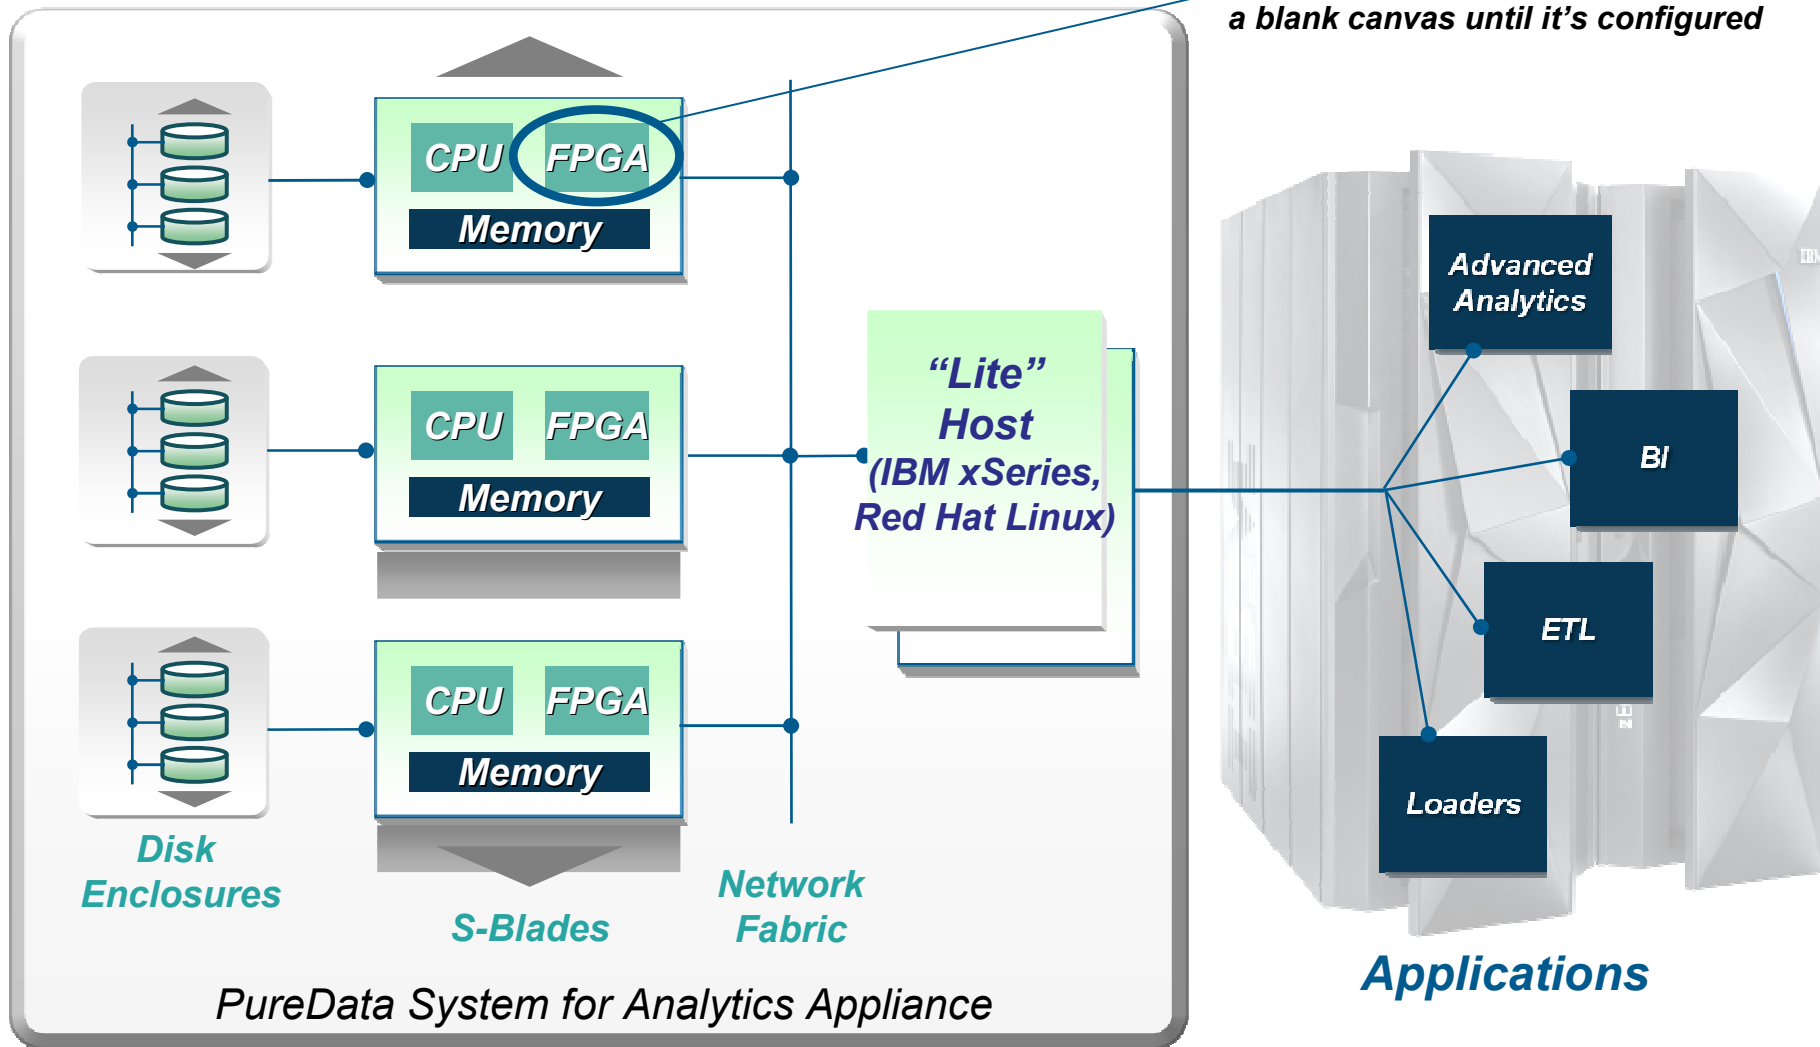 a blank canvas until it's configured
CPU
FPGA
Memory
CPU
FPGA
Memory
CPU
FPGA
Memory
“Lite”
Host
(IBM xSeries,
Red Hat Linux)
Advanced
Analytics
BI
ETL
Loaders
Disk
Enclosures
S-Blades
Network
Fabric
PureData System for Analytics Appliance
Applications